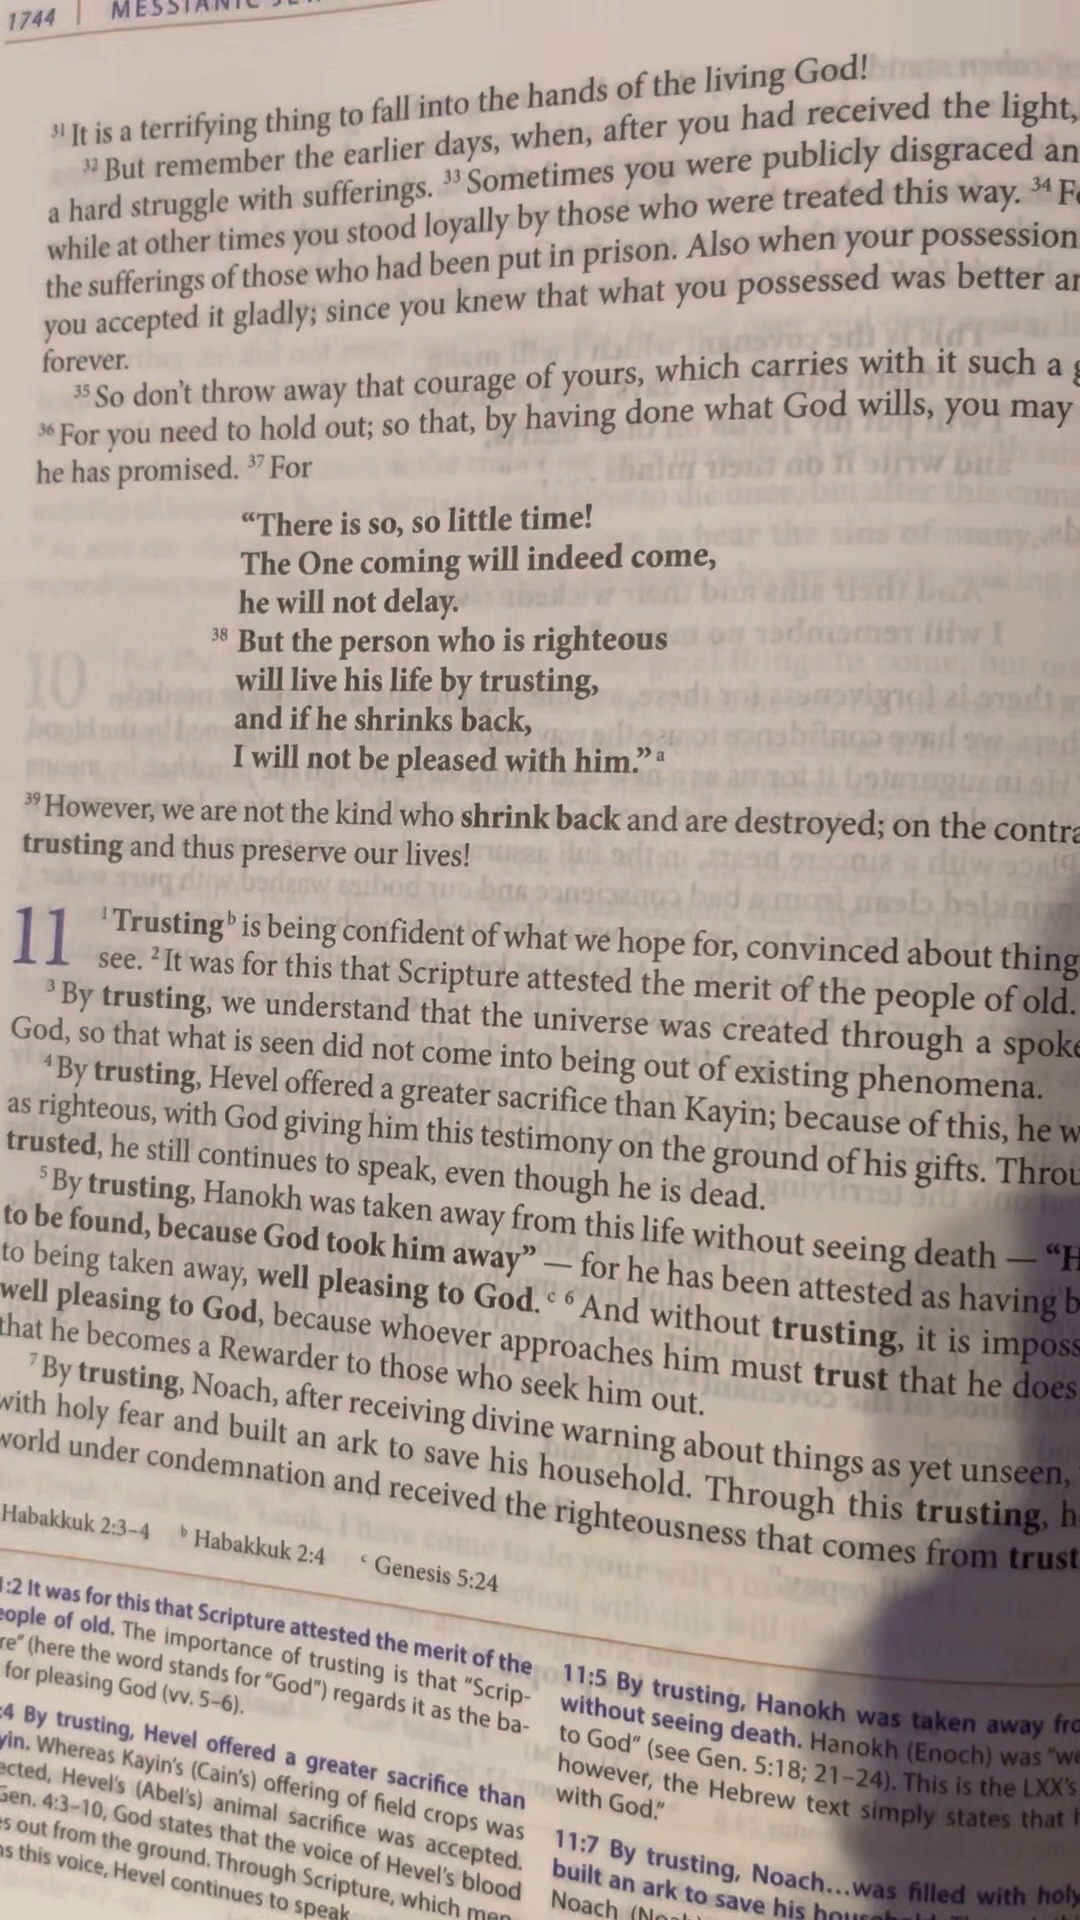 1744 | MESSIANIC
31 It is a terrifying thing to fall into the hands of the living God!
32 But remember the earlier days, when, after you had received the light,
a hard struggle with sufferings. 33 Sometimes you were publicly disgraced
while at other times you stood loyally by those who were treated this way. 34
the sufferings of those who had been put in prison. Also when your possession
you accepted it gladly; since you knew that what you possessed was better
forever.
35 So don't throw away that courage of yours, which carries with it such a
36 For you need to hold out; so that, by having done what God wills, you may
he has promised. 37 For
“There is so, so little time!
The One coming will indeed come,
he will not delay.
38 But the person who is righteous
will live his life by trusting,
and if he shrinks back,
I will not be pleased with him.” a
39 However, we are not the kind who shrink back and are destroyed; on the contra
trusting and thus preserve our lives!
11 1 Trusting b is being confident of what we hope for, convinced about thing
see. 2 It was for this that Scripture attested the merit of the people of old.
3 By trusting, we understand that the universe was created through a spoke
God, so that what is seen did not come into being out of existing phenomena.
4 By trusting, Hevel offered a greater sacrifice than Kayin; because of this, he w
as righteous, with God giving him this testimony on the ground of his gifts. Throu
trusted, he still continues to speak, even though he is dead.
5 By trusting, Hanokh was taken away from this life without seeing death — “H
to be found, because God took him away” — for he has been attested as having b
to being taken away, well pleasing to God. c 6 And without trusting, it is imposs
well pleasing to God, because whoever approaches him must trust that he does
that he becomes a Rewarder to those who seek him out.
7 By trusting, Noach, after receiving divine warning about things as yet unseen,
with holy fear and built an ark to save his household. Through this trusting, h
world under condemnation and received the righteousness that comes from trust
Habakkuk 2:3–4 b Habakkuk 2:4 c Genesis 5:24
1:2 It was for this that Scripture attested the merit of the
eople of old. The importance of trusting is that “Scrip-
re” (here the word stands for “God”) regards it as the ba-
for pleasing God (vv. 5–6).
:4 By trusting, Hevel offered a greater sacrifice than
yin. Whereas Kayin's (Cain's) offering of field crops was
ected, Hevel's (Abel's) animal sacrifice was accepted.
Gen. 4:3–10, God states that the voice of Hevel's blood
es out from the ground. Through Scripture, which
ns this voice, Hevel continues to speak
11:5 By trusting, Hanokh was taken away fro
without seeing death. Hanokh (Enoch) was “we
to God” (see Gen. 5:18; 21–24). This is the LXX's
however, the Hebrew text simply states that h
with God.”
11:7 By trusting, Noach...was filled with holy
built an ark to save his household.
Noach